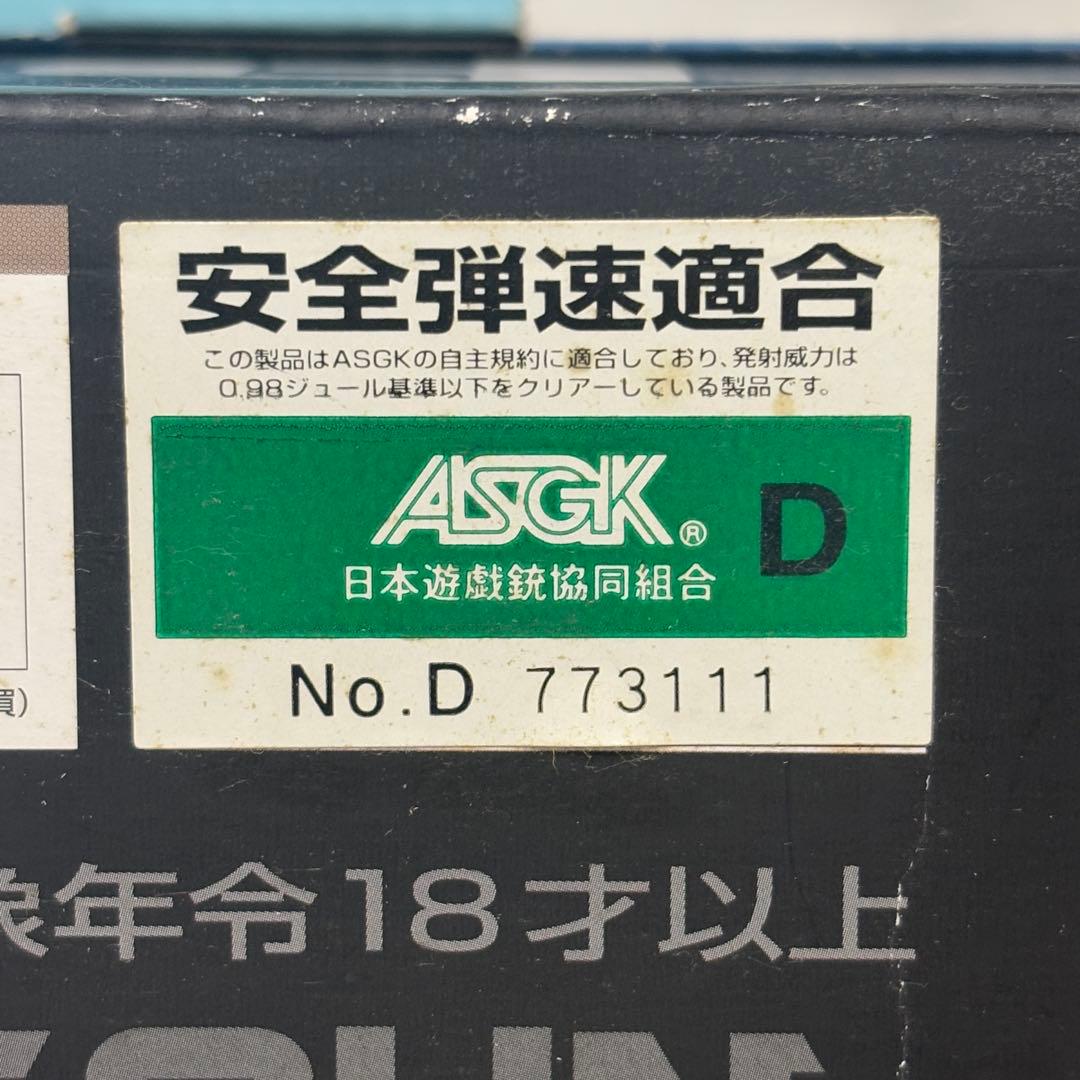 安全弾速適合
この製品はASGKの自主規約に適合しており、発射威力は
0.98ジュール基準以下をクリアーしている製品です。
ASGK® D
日本遊戯銃協同組合
No.D 773111
買)
象年令18才以上